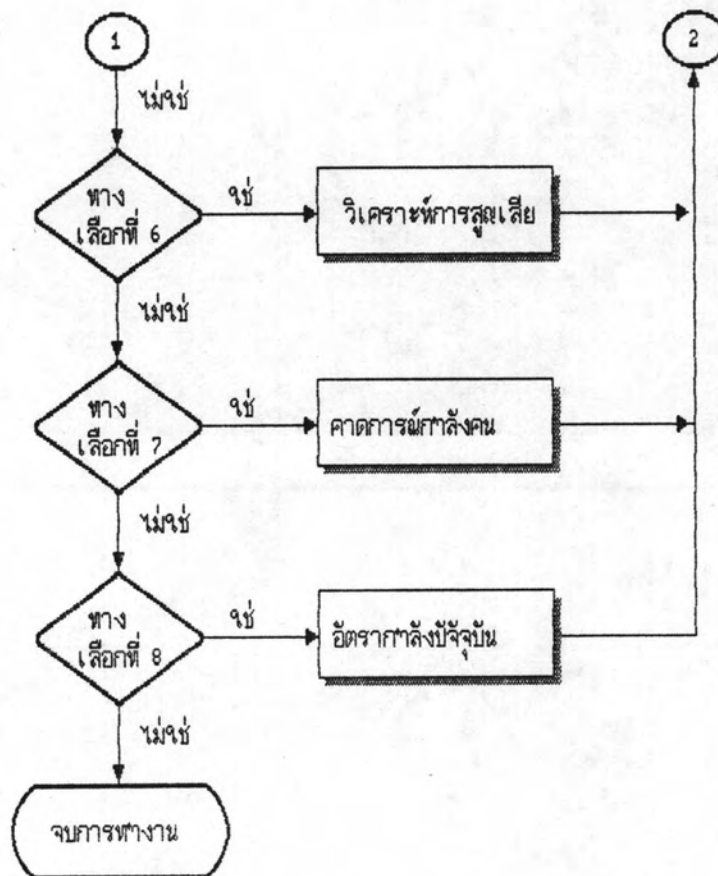 1
2
ไม่ใช่
ทาง
เลือกที่ 6
ใช่
วิเคราะห์การสูญเสีย
ไม่ใช่
ทาง
เลือกที่ 7
ใช่
คาดการณ์กำลังคน
ไม่ใช่
ทาง
เลือกที่ 8
ใช่
อัตรากำลังปัจจุบัน
ไม่ใช่
จบการทำงาน